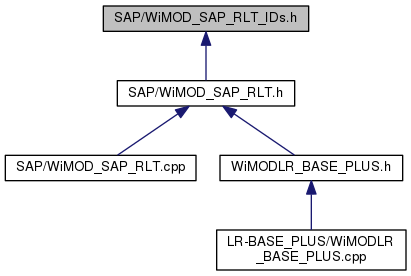 SAP/WiMOD_SAP_RLT_IDs.h
SAP/WiMOD_SAP_RLT.h
SAP/WiMOD_SAP_RLT.cpp
WiMODLR_BASE_PLUS.h
LR-BASE_PLUS/WiMODLR
_BASE_PLUS.cpp